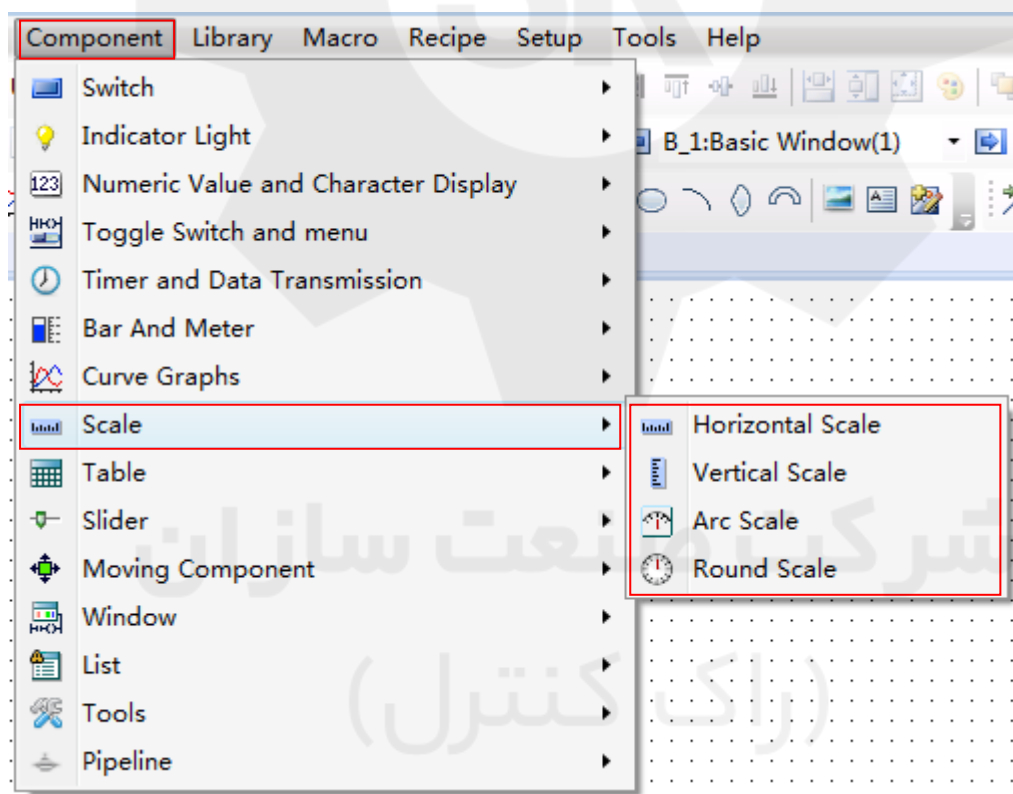 Component Library Macro Recipe Setup Tools Help
Switch
Indicator Light
B_1:Basic Window(1)
Numeric Value and Character Display
123
Toggle Switch and menu
Timer and Data Transmission
Bar And Meter
Curve Graphs
Scale
Horizontal Scale
Table
Vertical Scale
Slider
Arc Scale
Moving Component
Round Scale
شرکت صنعت سازان
Window
List
(راک کنترل)
Tools
Pipeline